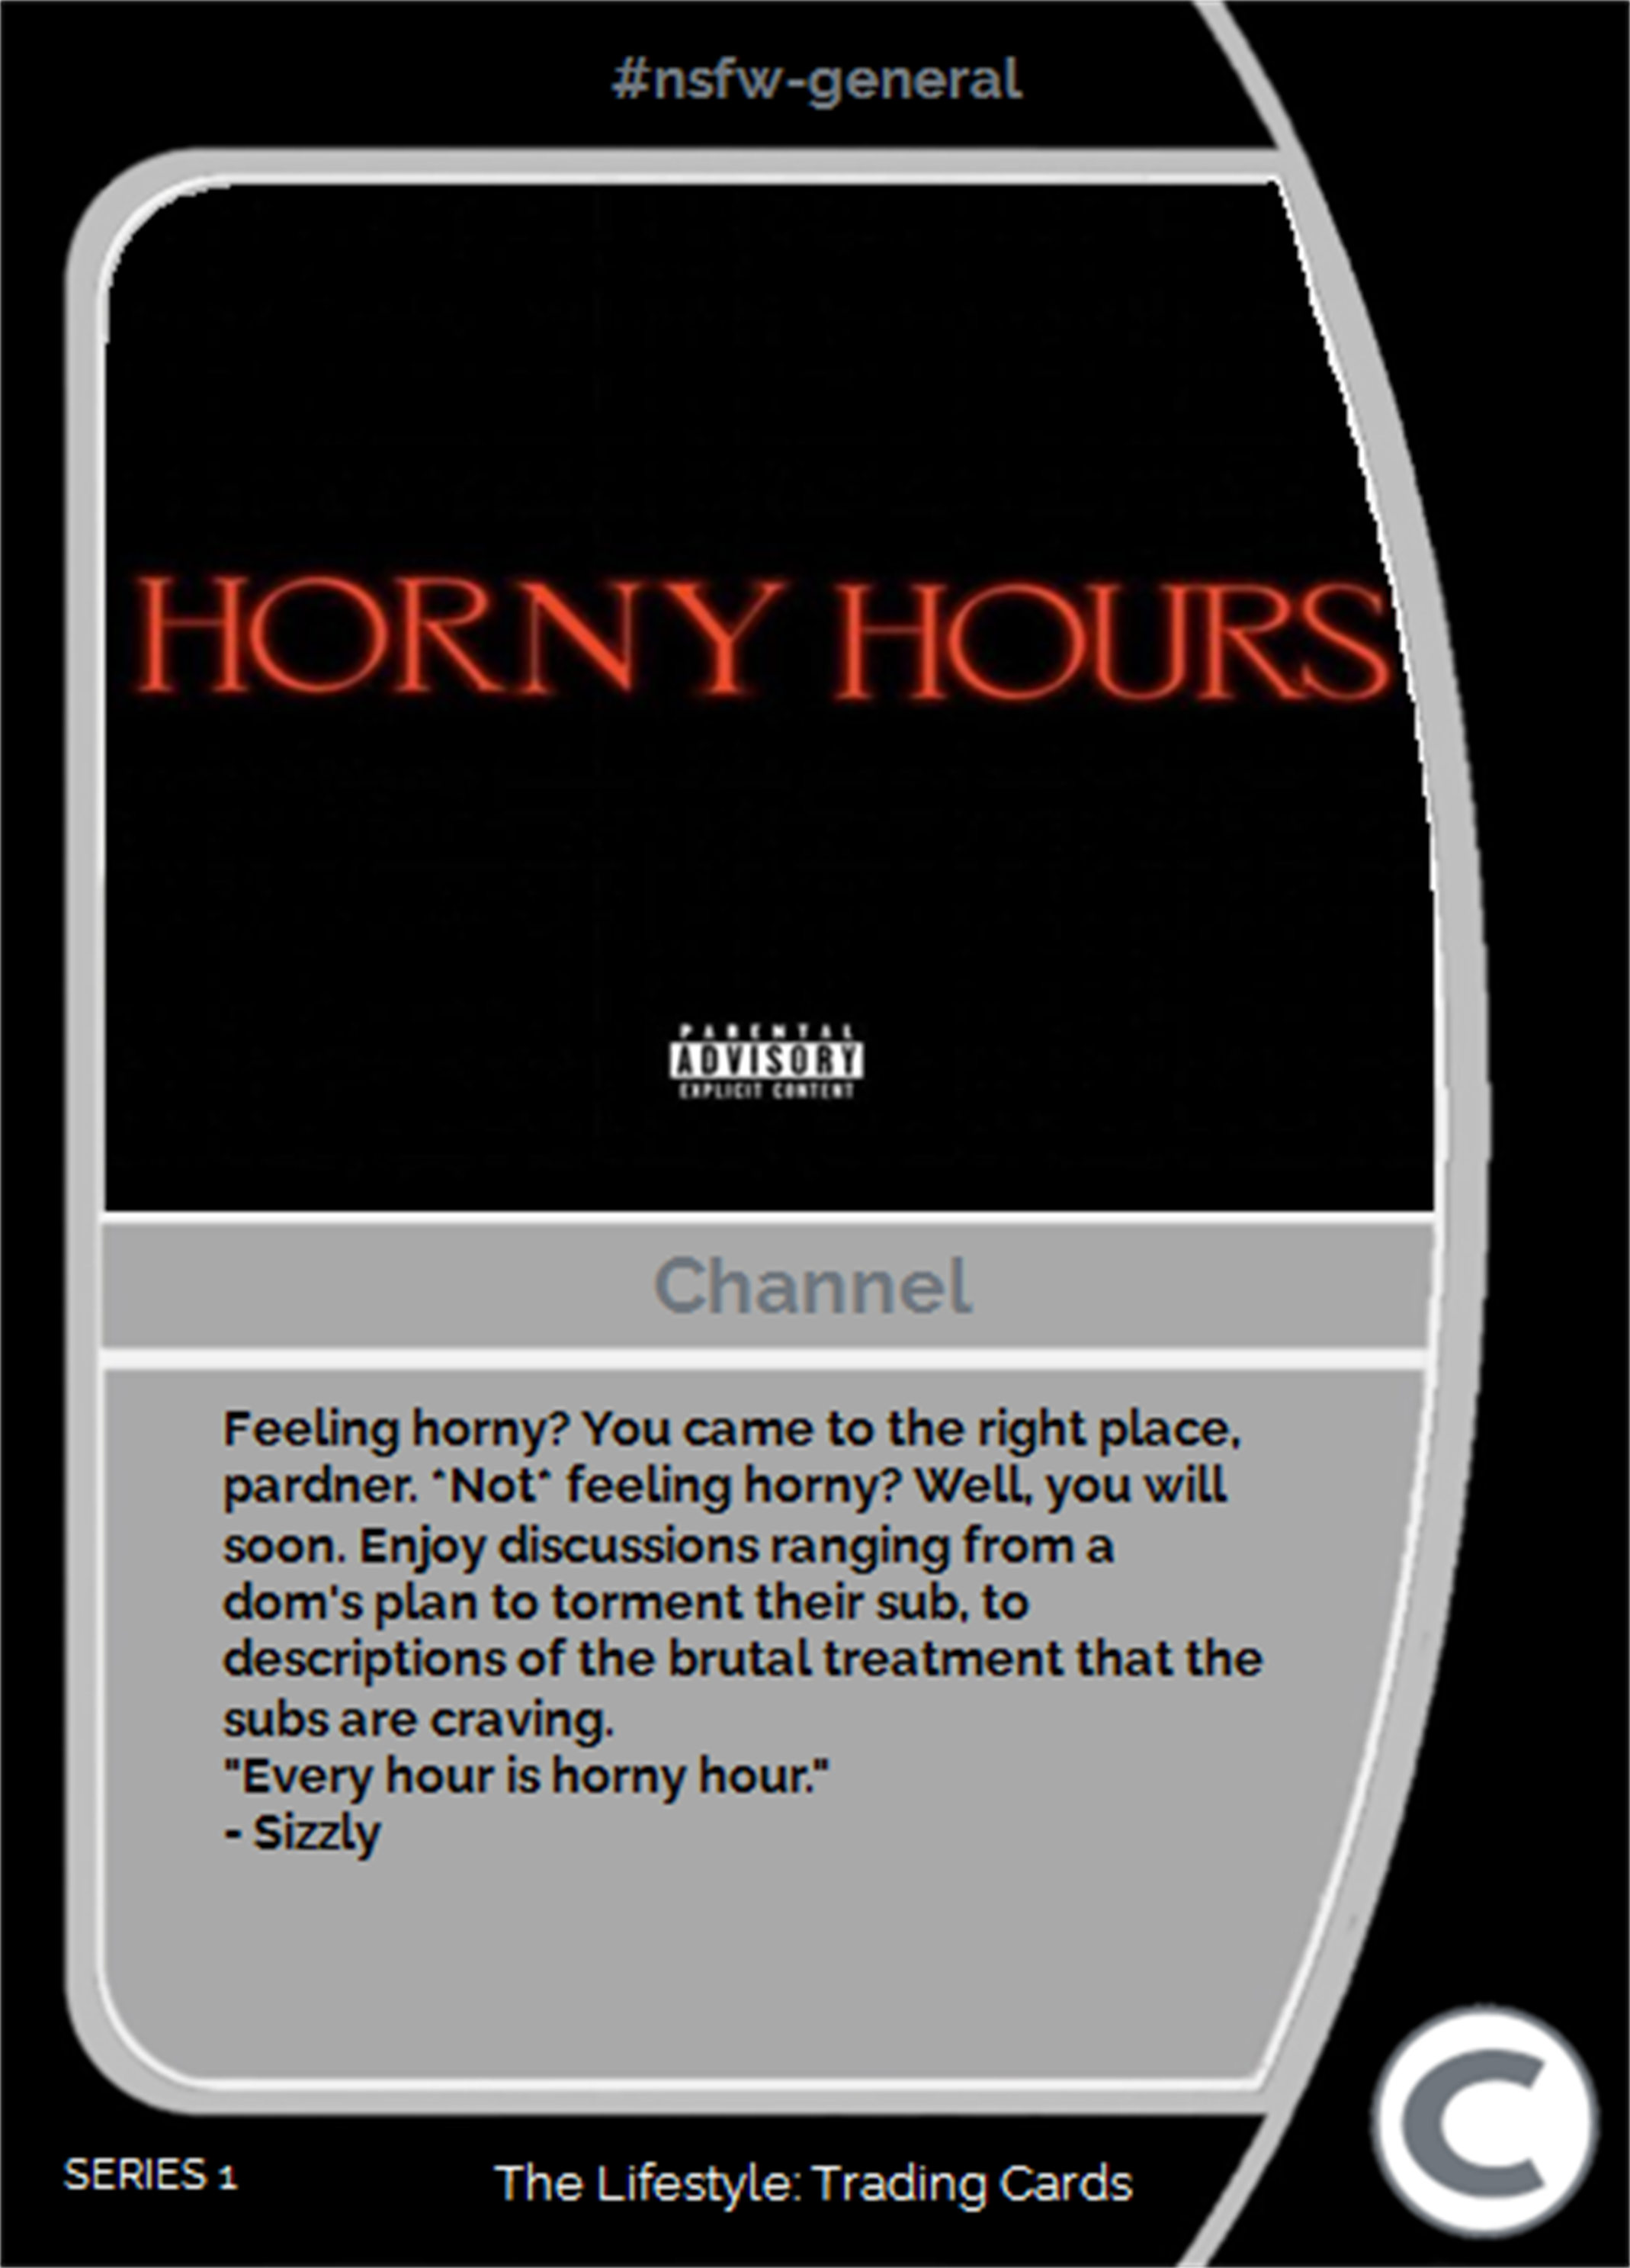 #nsfw-general
HORNY HOURS
PARENTAL
ADVISORY
EXPLICIT CONTENT
Channel
Feeling horny? You came to the right place,
pardner. *Not* feeling horny? Well, you will
soon. Enjoy discussions ranging from a
dom's plan to torment their sub, to
descriptions of the brutal treatment that the
subs are craving.
"Every hour is horny hour."
- Sizzly
SERIES 1
The Lifestyle: Trading Cards
C